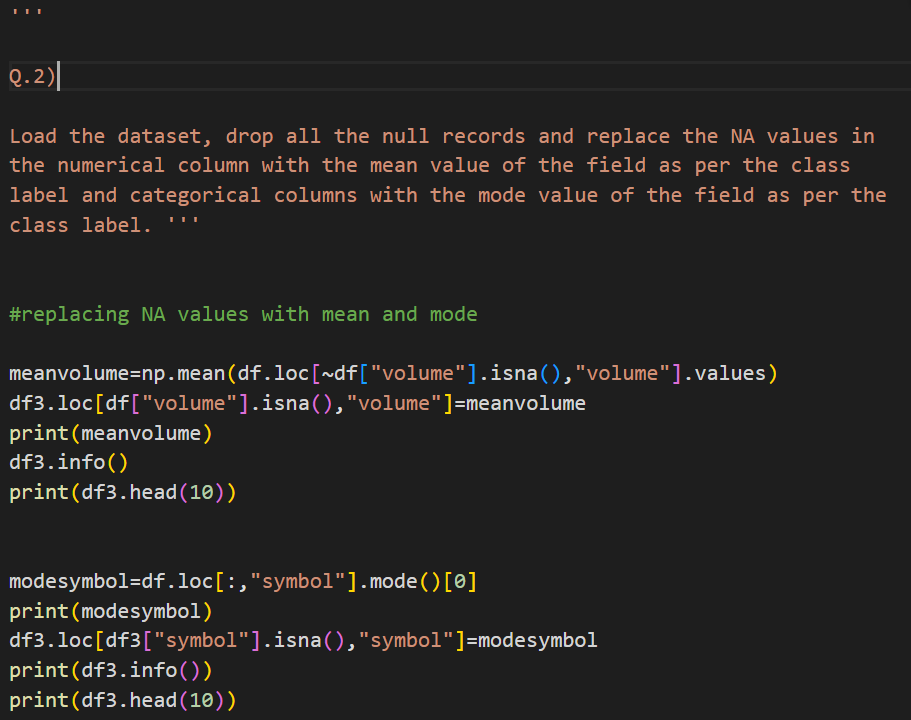 '''
Q.2)
Load the dataset, drop all the null records and replace the NA values in
the numerical column with the mean value of the field as per the class
label and categorical columns with the mode value of the field as per the
class label. '''
#replacing NA values with mean and mode
meanvolume=np.mean(df.loc[~df["volume"].isna(),"volume"].values)
df3.loc[df["volume"].isna(),"volume"]=meanvolume
print(meanvolume)
df3.info()
print(df3.head(10))
modesymbol=df.loc[:,"symbol"].mode()[0]
print(modesymbol)
df3.loc[df3["symbol"].isna(),"symbol"]=modesymbol
print(df3.info())
print(df3.head(10))